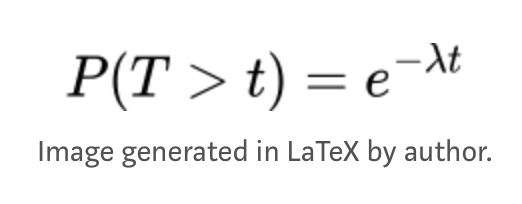 P(T > t) = e^{-λt}
Image generated in LaTeX by author.